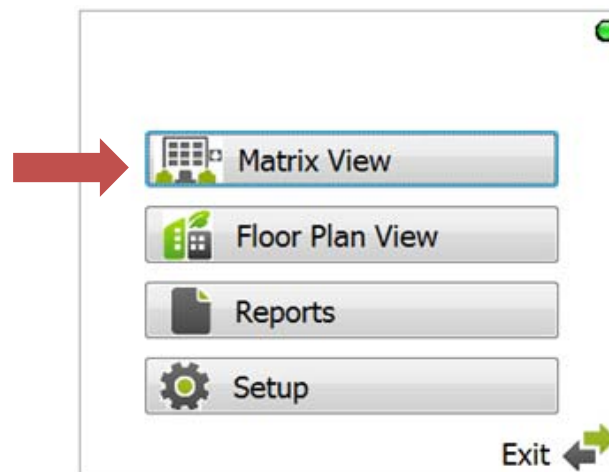 Matrix View
Floor Plan View
Reports
Setup
Exit